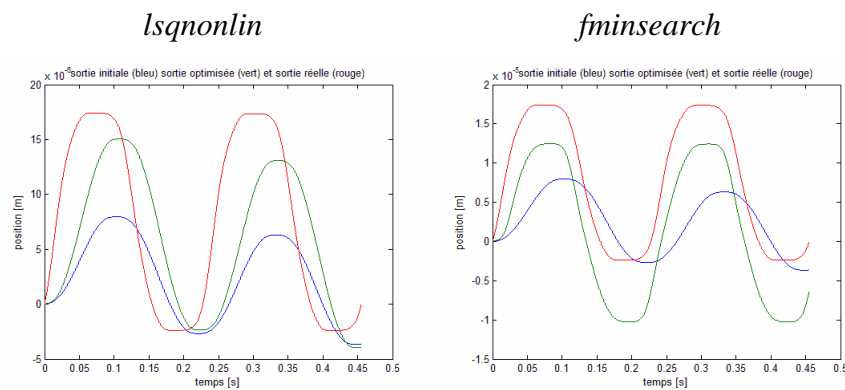 lsqnonlin
fminsearch
x 10⁻⁶ sortie initiale (bleu) sortie optimisée (vert) et sortie réelle (rouge)
20
15
10
5
0
-5
position [m]
0 0.05 0.1 0.15 0.2 0.25 0.3 0.35 0.4 0.45 0.5
temps [s]
x 10⁻⁵ sortie initiale (bleu) sortie optimisée (vert) et sortie réelle (rouge)
2
1.5
1
0.5
0
-0.5
-1
-1.5
position [m]
0 0.05 0.1 0.15 0.2 0.25 0.3 0.35 0.4 0.45 0.5
temps [s]